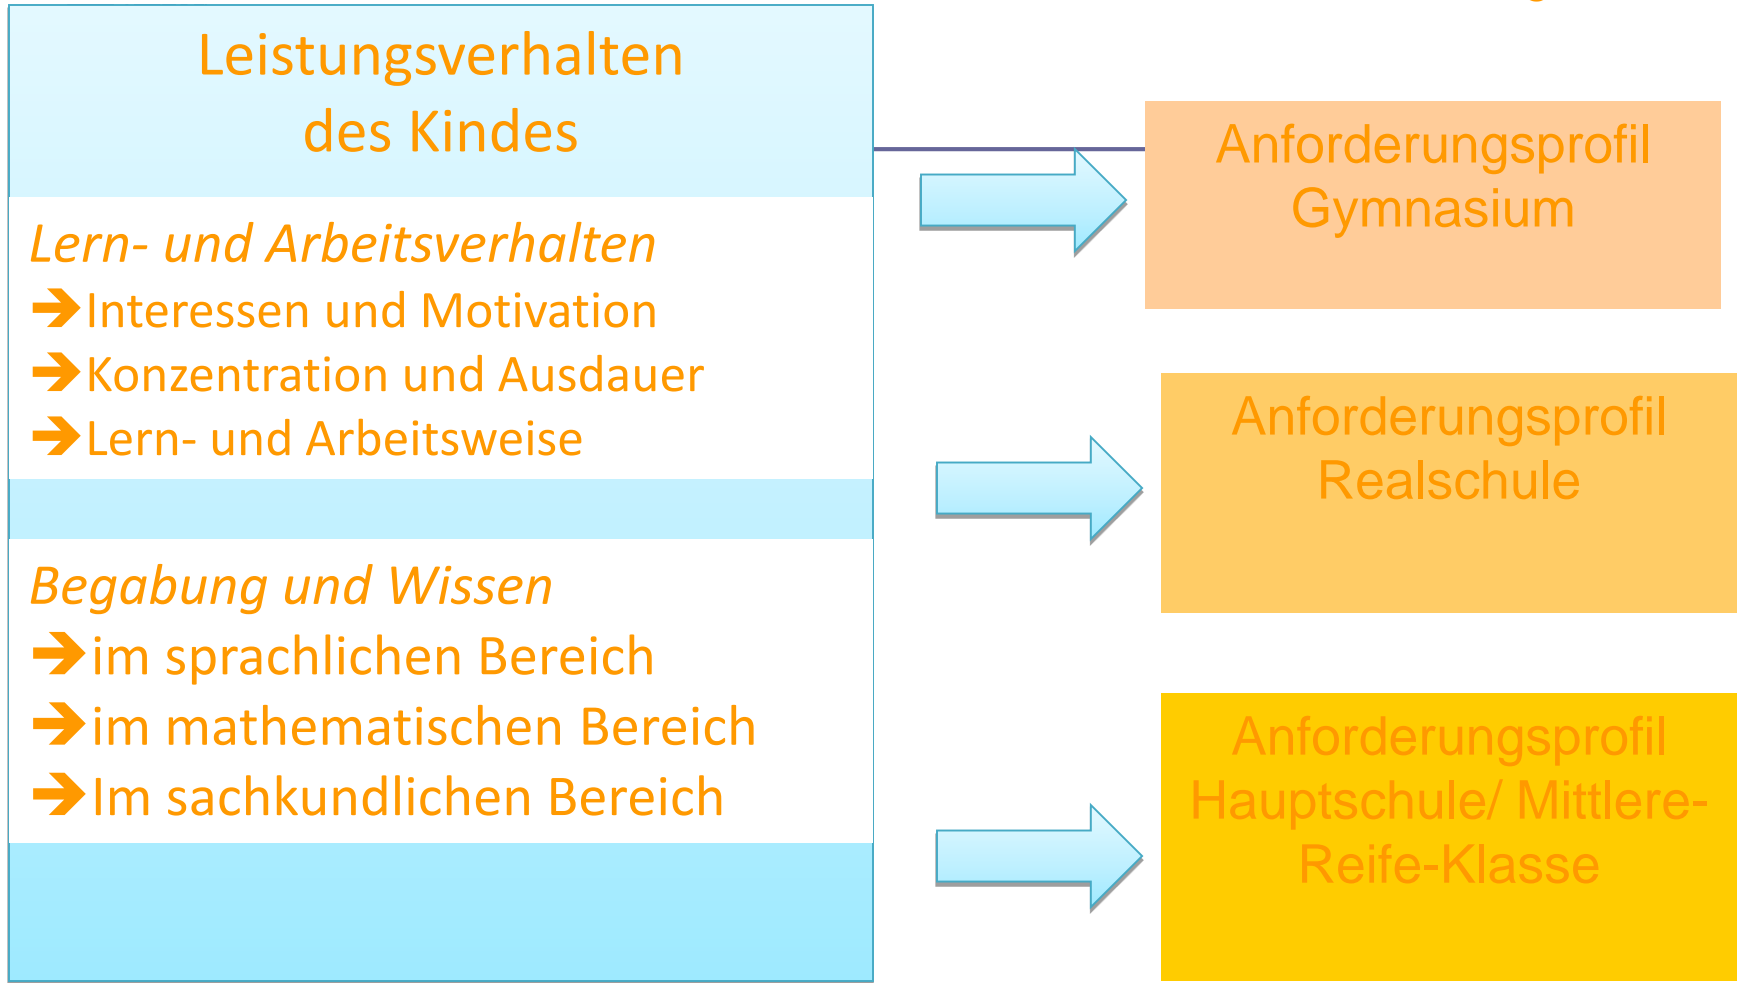 Leistungsverhalten
des Kindes
Lern- und Arbeitsverhalten
➔Interessen und Motivation
➔Konzentration und Ausdauer
➔Lern- und Arbeitsweise
Begabung und Wissen
➔im sprachlichen Bereich
➔im mathematischen Bereich
➔Im sachkundlichen Bereich
Anforderungsprofil
Gymnasium
Anforderungsprofil
Realschule
Anforderungsprofil
Hauptschule/ Mittlere-
Reife-Klasse